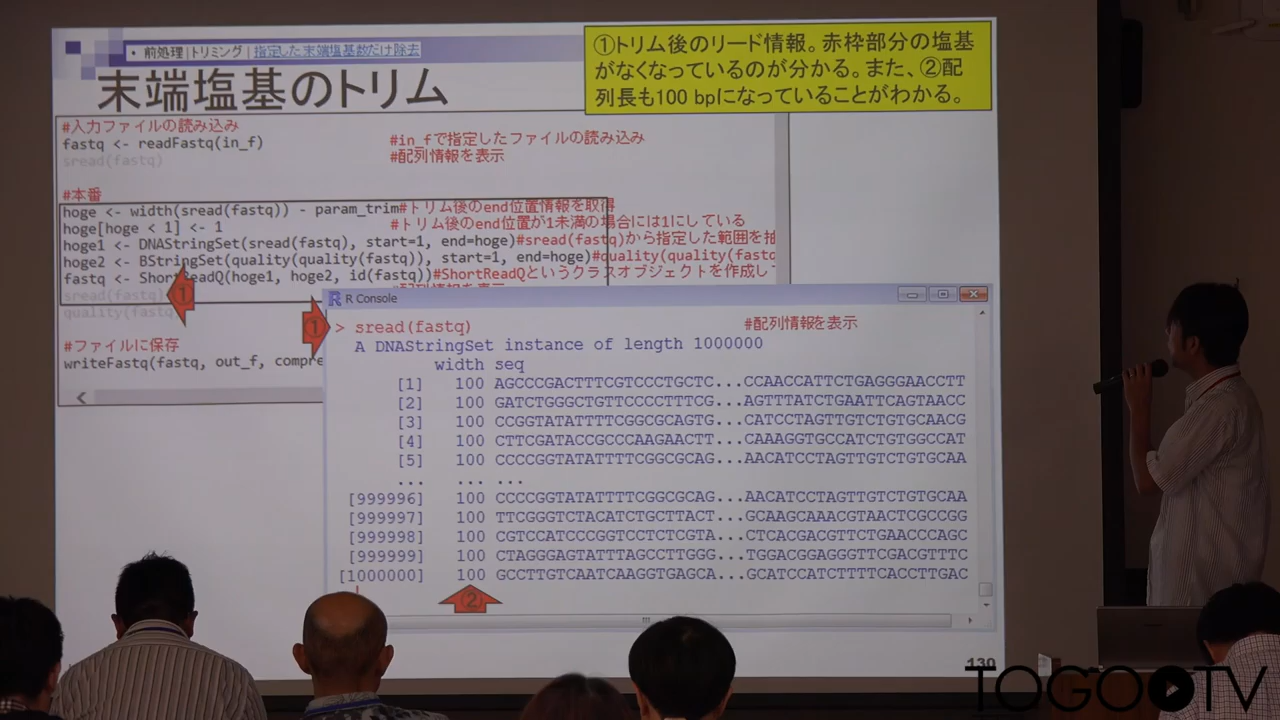 • 前処理 | トリミング | 指定した末端塩基数だけ除去
末端塩基のトリム
①トリム後のリード情報。赤枠部分の塩基
がなくなっているのが分かる。また、②配
列長も100 bpになっていることがわかる。
#入力ファイルの読み込み
fastq <- readFastq(in_f) #in_fで指定したファイルの読み込み
sread(fastq) #配列情報を表示
#本番
hoge <- width(sread(fastq)) - param_trim#トリム後のend位置情報を取得
hoge[hoge < 1] <- 1 #トリム後のend位置が1未満の場合には1にしている
hoge1 <- DNAStringSet(sread(fastq), start=1, end=hoge)#sread(fastq)から指定した範囲を抽
hoge2 <- BStringSet(quality(quality(fastq)), start=1, end=hoge)#quality(quality(fastq
fastq <- ShortReadQ(hoge1, hoge2, id(fastq))#ShortReadQというクラスオブジェクトを作成し
sread(fastq)
quality(fastq
①
#ファイルに保存
writeFastq(fastq, out_f, compre
R Console
①
> sread(fastq) #配列情報を表示
A DNAStringSet instance of length 1000000
width seq
[1] 100 AGCCCGACTTTCGTCCCTGCTC...CCAACCATTCTGAGGGAACCTT
[2] 100 GATCTGGGCTGTTCCCCTTTCG...AGTTTATCTGAATTCAGTAACC
[3] 100 CCGGTATATTTTCGGCGCAGTG...CATCCTAGTTGTCTGTGCAACG
[4] 100 CTTCGATACCGCCCAAGAACTT...CAAAGGTGCCATCTGTGGCCAT
[5] 100 CCCCGGTATATTTTCGGCGCAG...AACATCCTAGTTGTCTGTGCAA
... ... ...
[999996] 100 CCCCGGTATATTTTCGGCGCAG...AACATCCTAGTTGTCTGTGCAA
[999997] 100 TTCGGGTCTACATCTGCTTACT...GCAAGCAAACGTAACTCGCCGG
[999998] 100 CGTCCATCCCGGTCCTCTCGTA...CTCACGACGTTCTGAACCCAGC
[999999] 100 CTAGGGAGTATTTAGCCTTGGG...TGGACGGAGGGTTCGACGTTTC
[1000000] 100 GCCTTGTCAATCAAGGTGAGCA...GCATCCATCTTTTCACCTTGAC
②
130
TOGOTV